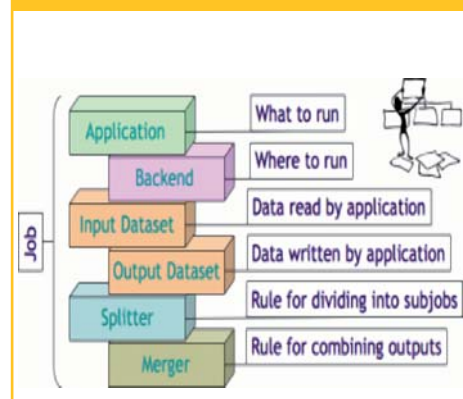 Application
What to run
Backend
Where to run
Input Dataset
Data read by application
Output Dataset
Data written by application
Job
Splitter
Rule for dividing into subjobs
Merger
Rule for combining outputs